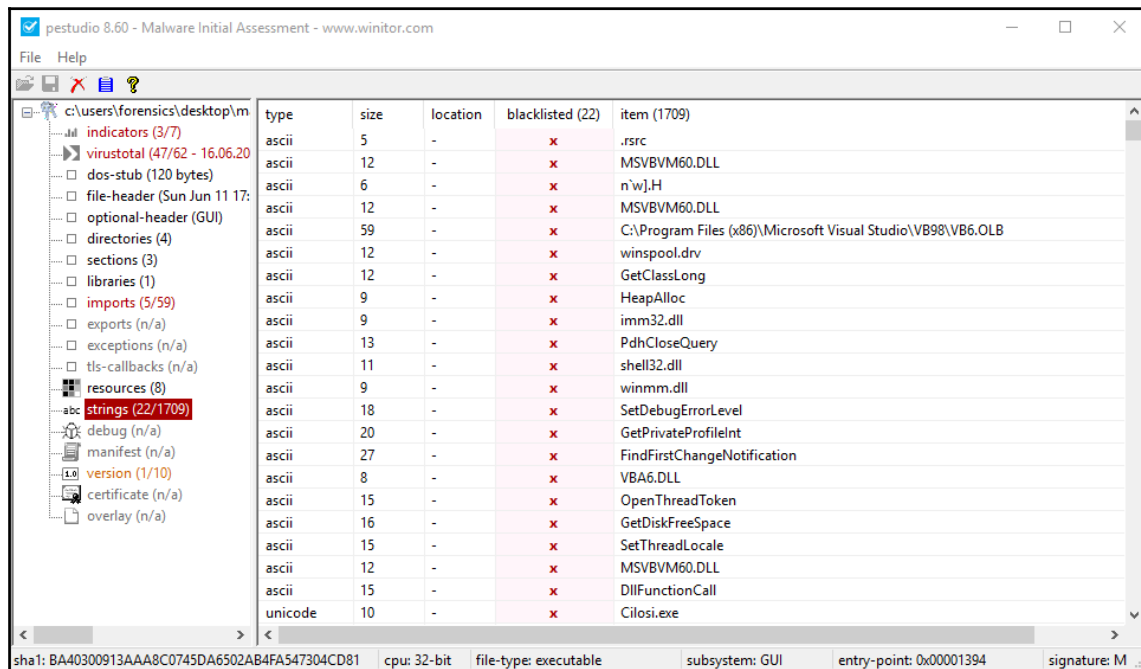 pestudio 8.60 - Malware Initial Assessment - www.winitor.com
File Help
c:\users\forensics\desktop\m
indicators (3/7)
virustotal (47/62 - 16.06.20
dos-stub (120 bytes)
file-header (Sun Jun 11 17:
optional-header (GUI)
directories (4)
sections (3)
libraries (1)
imports (5/59)
exports (n/a)
exceptions (n/a)
tls-callbacks (n/a)
resources (8)
abc strings (22/1709)
debug (n/a)
manifest (n/a)
1.0 version (1/10)
certificate (n/a)
overlay (n/a)
type size location blacklisted (22) item (1709)
ascii 5 - x .rsrc
ascii 12 - x MSVBVM60.DLL
ascii 6 - x n`w].H
ascii 12 - x MSVBVM60.DLL
ascii 59 - x C:\Program Files (x86)\Microsoft Visual Studio\VB98\VB6.OLB
ascii 12 - x winspool.drv
ascii 12 - x GetClassLong
ascii 9 - x HeapAlloc
ascii 9 - x imm32.dll
ascii 13 - x PdhCloseQuery
ascii 11 - x shell32.dll
ascii 9 - x winmm.dll
ascii 18 - x SetDebugErrorLevel
ascii 20 - x GetPrivateProfileInt
ascii 27 - x FindFirstChangeNotification
ascii 8 - x VBA6.DLL
ascii 15 - x OpenThreadToken
ascii 16 - x GetDiskFreeSpace
ascii 15 - x SetThreadLocale
ascii 12 - x MSVBVM60.DLL
ascii 15 - x DllFunctionCall
unicode 10 - x Cilosi.exe
sha1: BA40300913AAA8C0745DA6502AB4FA547304CD81 cpu: 32-bit file-type: executable subsystem: GUI entry-point: 0x00001394 signature: M